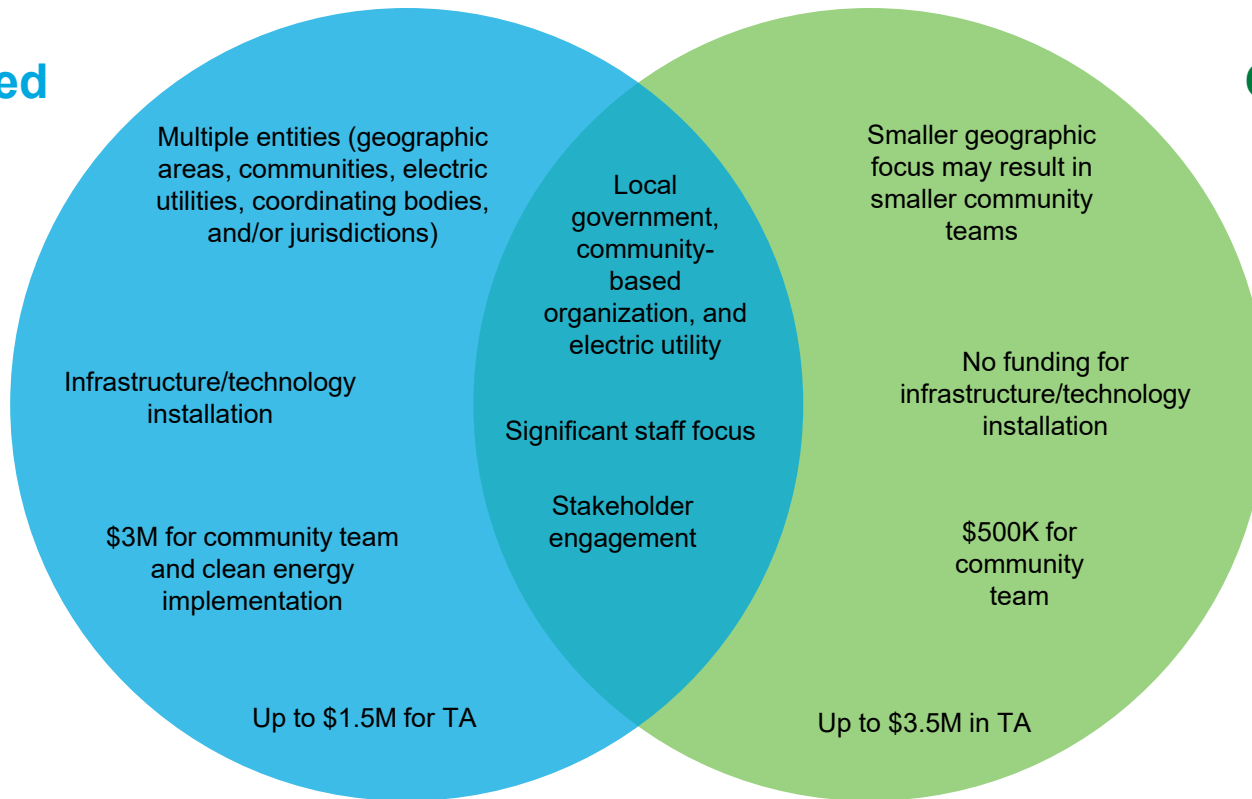 ed
Multiple entities (geographic
areas, communities, electric
utilities, coordinating bodies,
and/or jurisdictions)
Infrastructure/technology
installation
$3M for community team
and clean energy
implementation
Up to $1.5M for TA
Local
government,
community-
based
organization, and
electric utility
Significant staff focus
Stakeholder
engagement
Smaller geographic
focus may result in
smaller community
teams
No funding for
infrastructure/technology
installation
$500K for
community
team
Up to $3.5M in TA